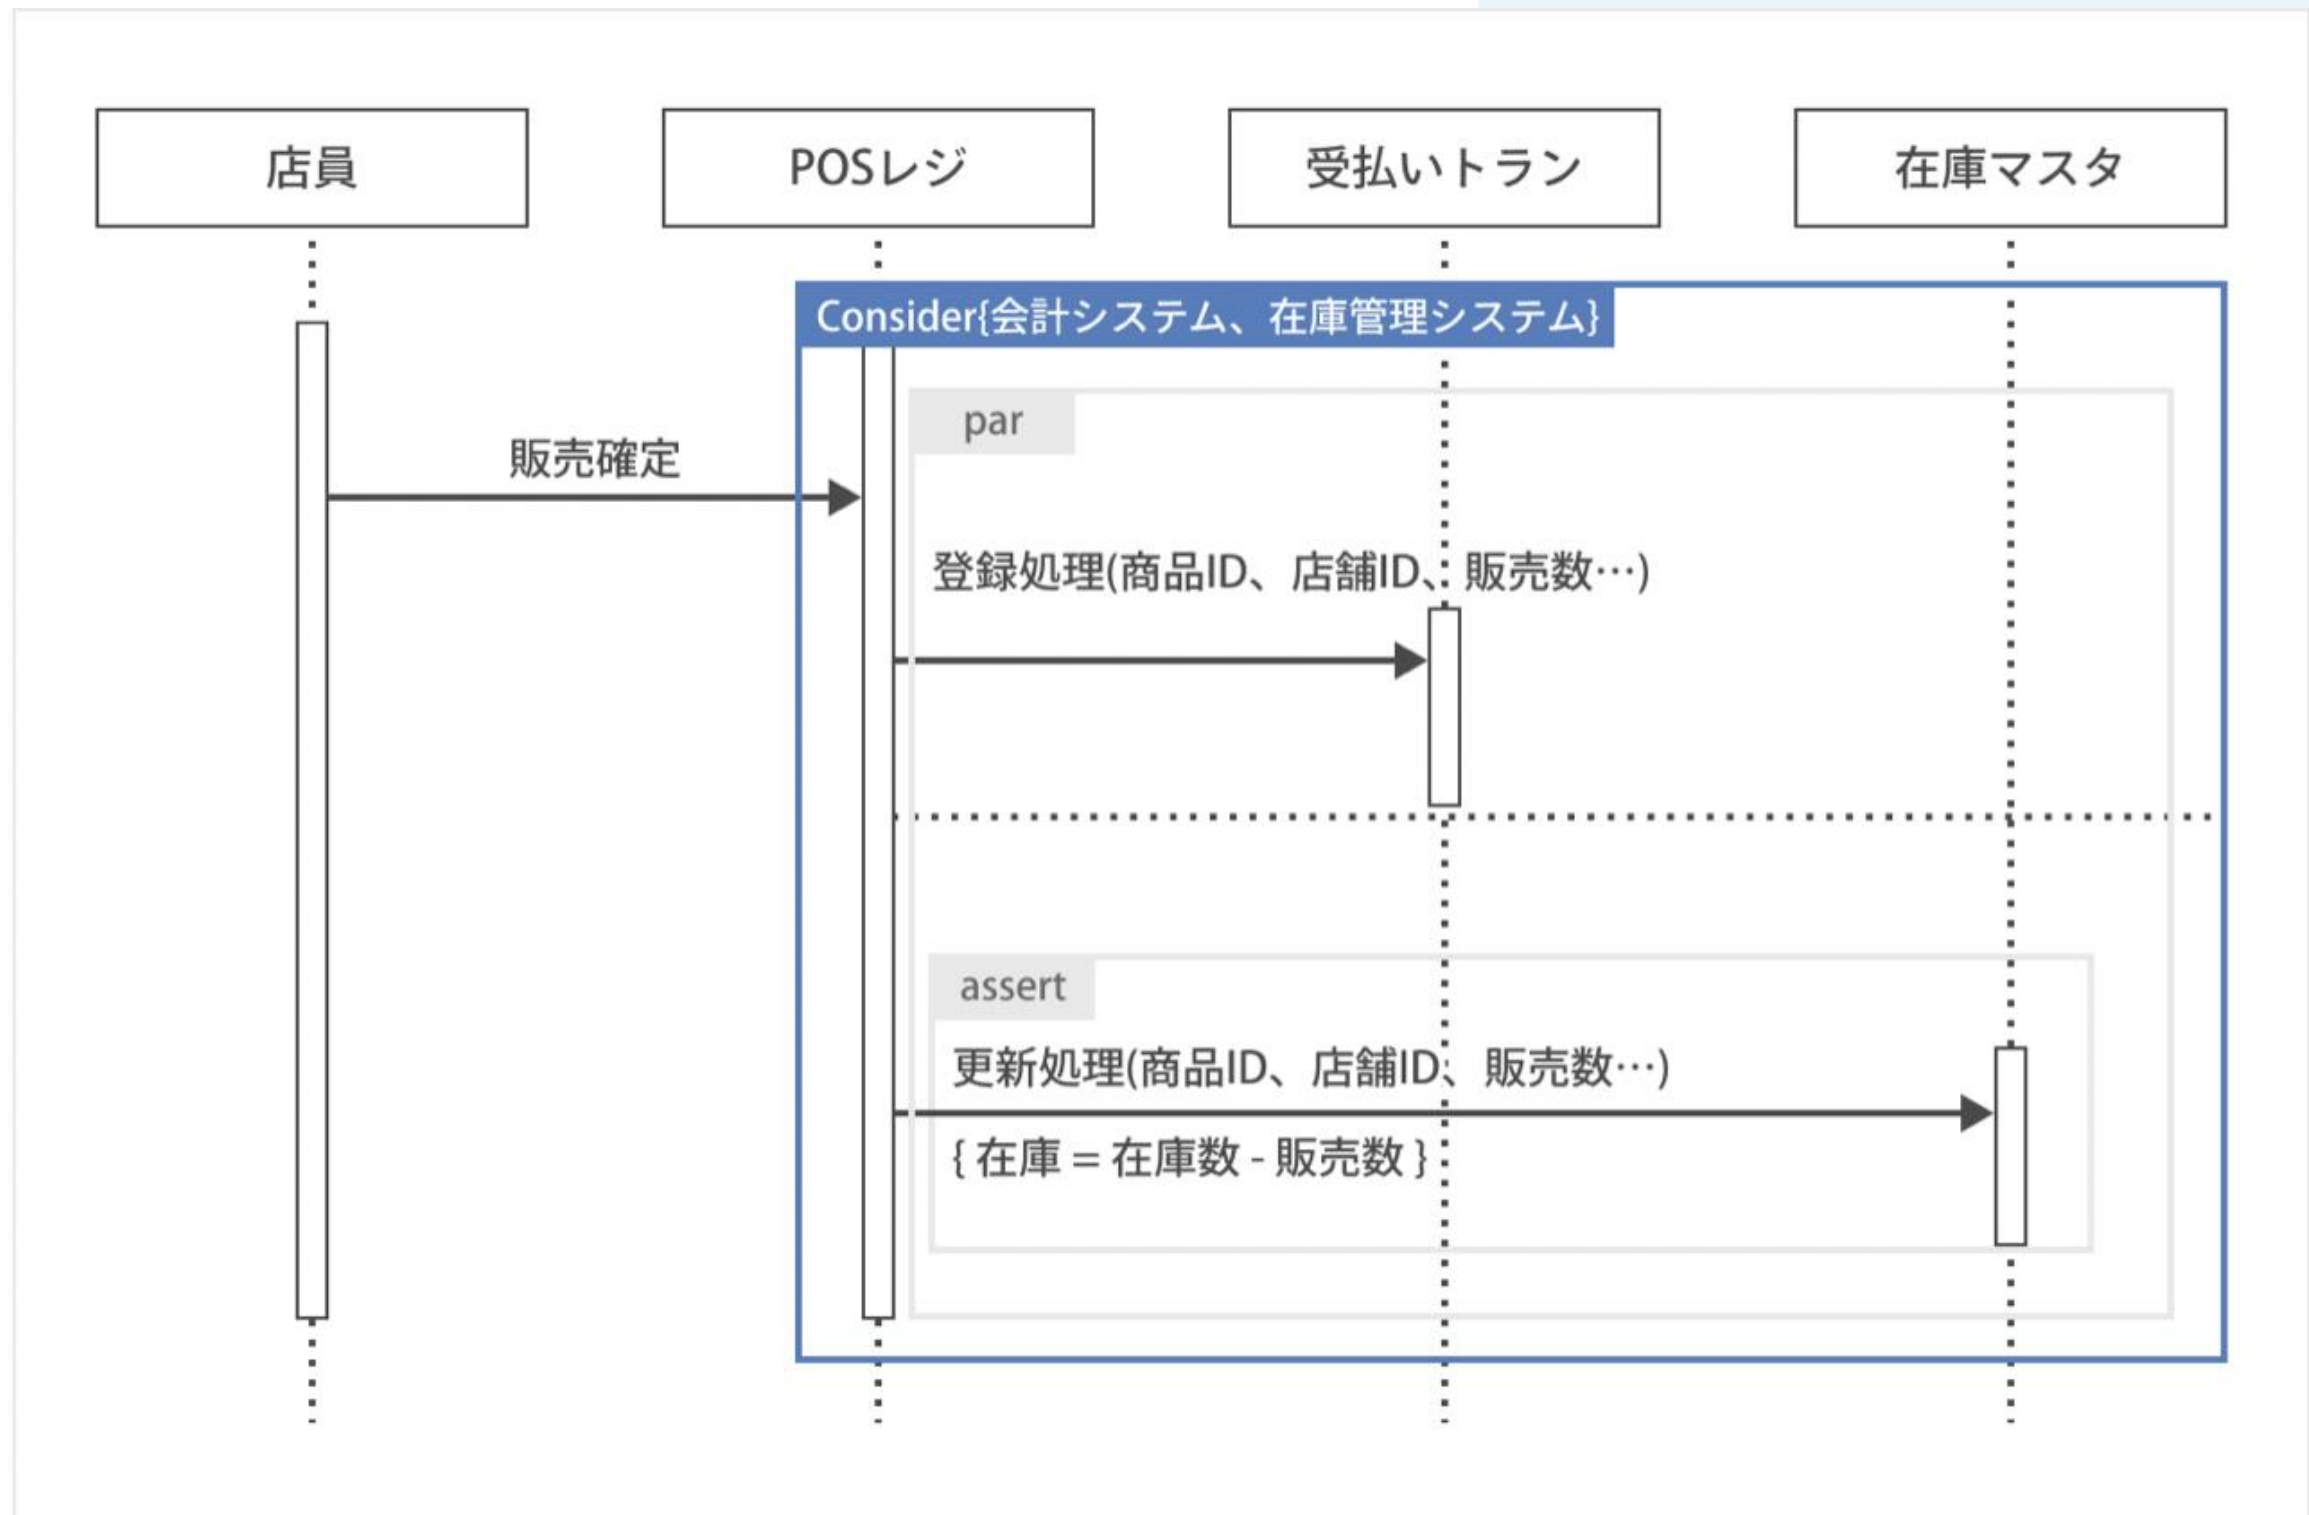 店員
POSレジ
受払いトラン
在庫マスタ
Consider{会計システム、在庫管理システム}
par
販売確定
登録処理(商品ID、店舗ID、販売数…)
assert
更新処理(商品ID、店舗ID、販売数…)
{ 在庫 = 在庫数 - 販売数 }